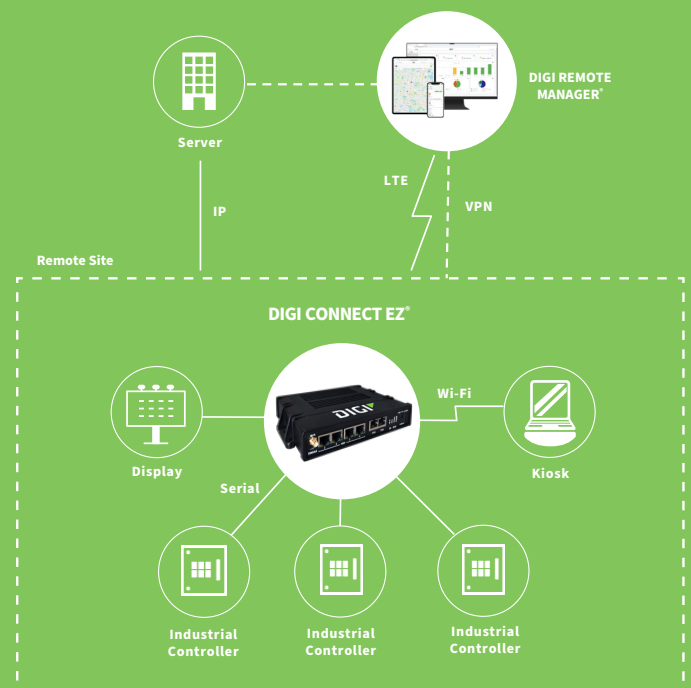 DIGI REMOTE
MANAGER®
Server
LTE
VPN
IP
Remote Site
DIGI CONNECT EZ®
DIGI
Wi-Fi
Display
Kiosk
Serial
Industrial
Controller
Industrial
Controller
Industrial
Controller